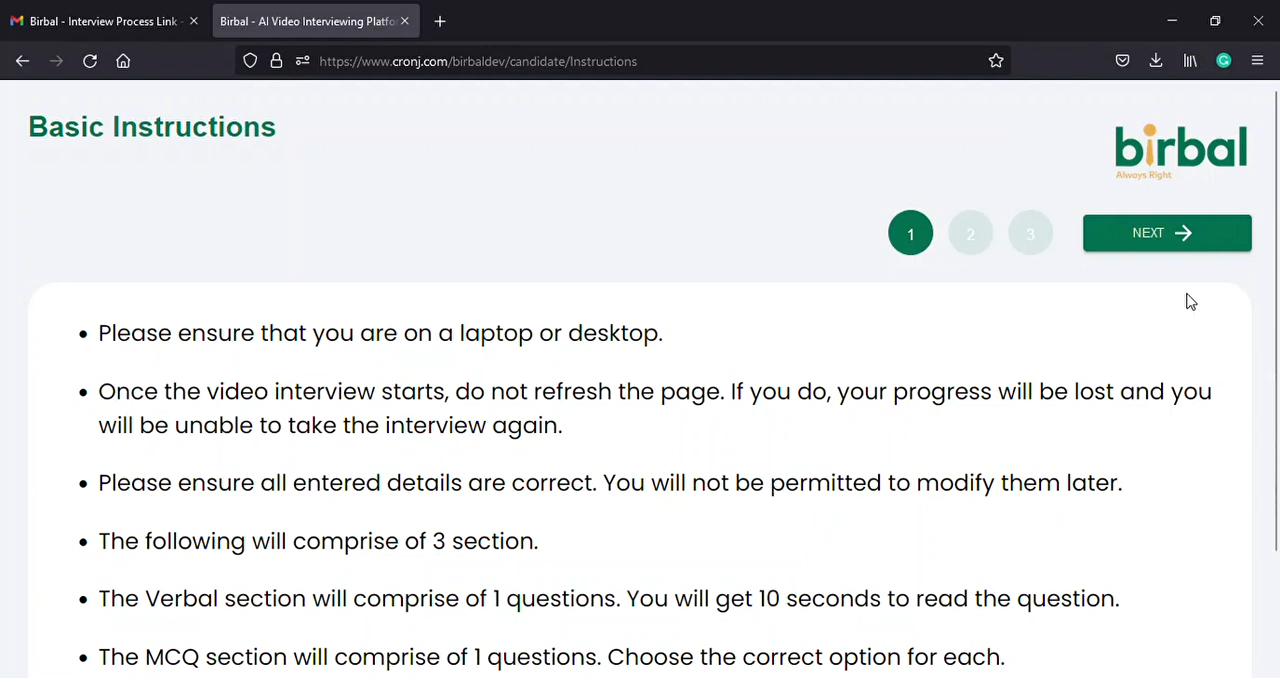 Birbal - Interview Process Link -
Birbal - AI Video Interviewing Platfo
https://www.cronj.com/birbaldev/candidate/Instructions
Basic Instructions
birbal
Always Right
1 2 3 NEXT
• Please ensure that you are on a laptop or desktop.
• Once the video interview starts, do not refresh the page. If you do, your progress will be lost and you
will be unable to take the interview again.
• Please ensure all entered details are correct. You will not be permitted to modify them later.
• The following will comprise of 3 section.
• The Verbal section will comprise of 1 questions. You will get 10 seconds to read the question.
• The MCQ section will comprise of 1 questions. Choose the correct option for each.